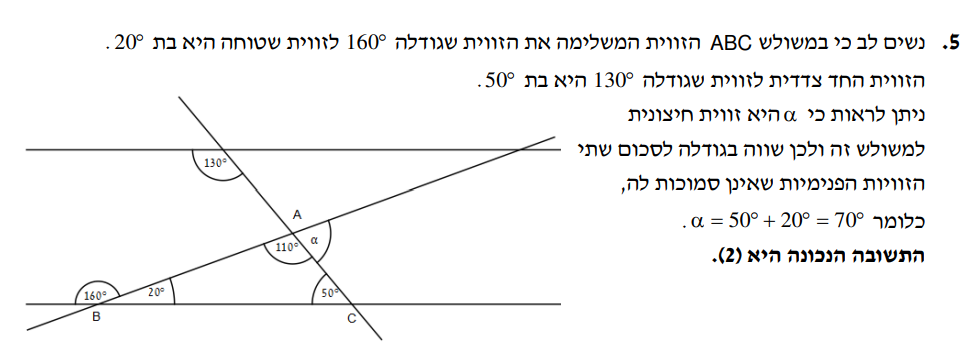 5. נשים לב כי במשולש ABC הזווית המשלימה את הזווית שגודלה 160° לזווית שטוחה היא בת 20°.
הזווית החד צדדית לזווית שגודלה 130° היא בת 50°.
ניתן לראות כי α היא זווית חיצונית
למשולש זה ולכן שווה בגודלה לסכום שתי
הזוויות הפנימיות שאינן סמוכות לה,
כלומר α = 50° + 20° = 70°.
התשובה הנכונה היא (2).
130°
A
110°
α
160°
20°
50°
B
C